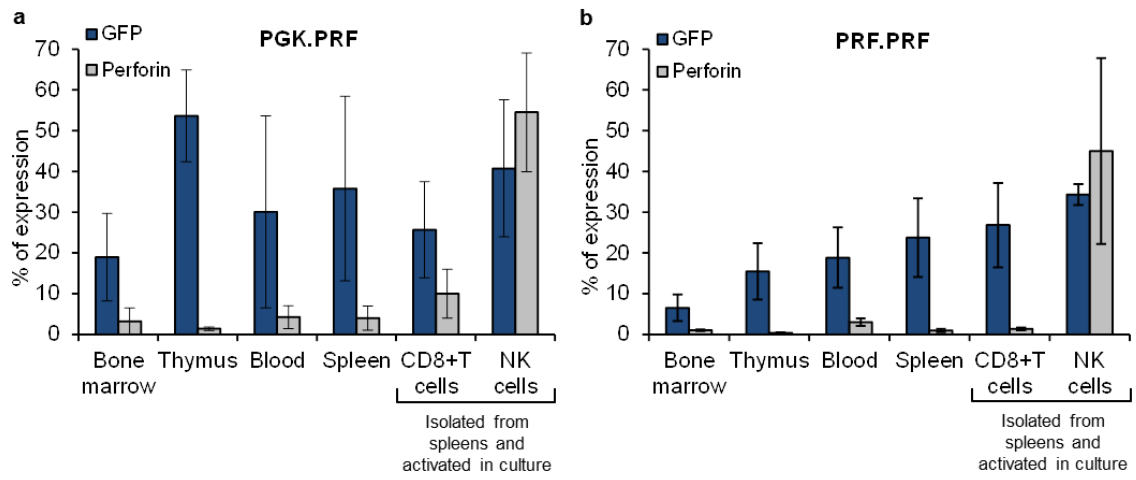 a
GFP
Perforin
PGK.PRF
% of expression
70
60
50
40
30
20
10
0
Bone marrow
Thymus
Blood
Spleen
CD8+T cells
NK cells
Isolated from
spleens and
activated in culture
b
GFP
Perforin
PRF.PRF
% of expression
70
60
50
40
30
20
10
0
Bone marrow
Thymus
Blood
Spleen
CD8+T cells
NK cells
Isolated from
spleens and
activated in culture